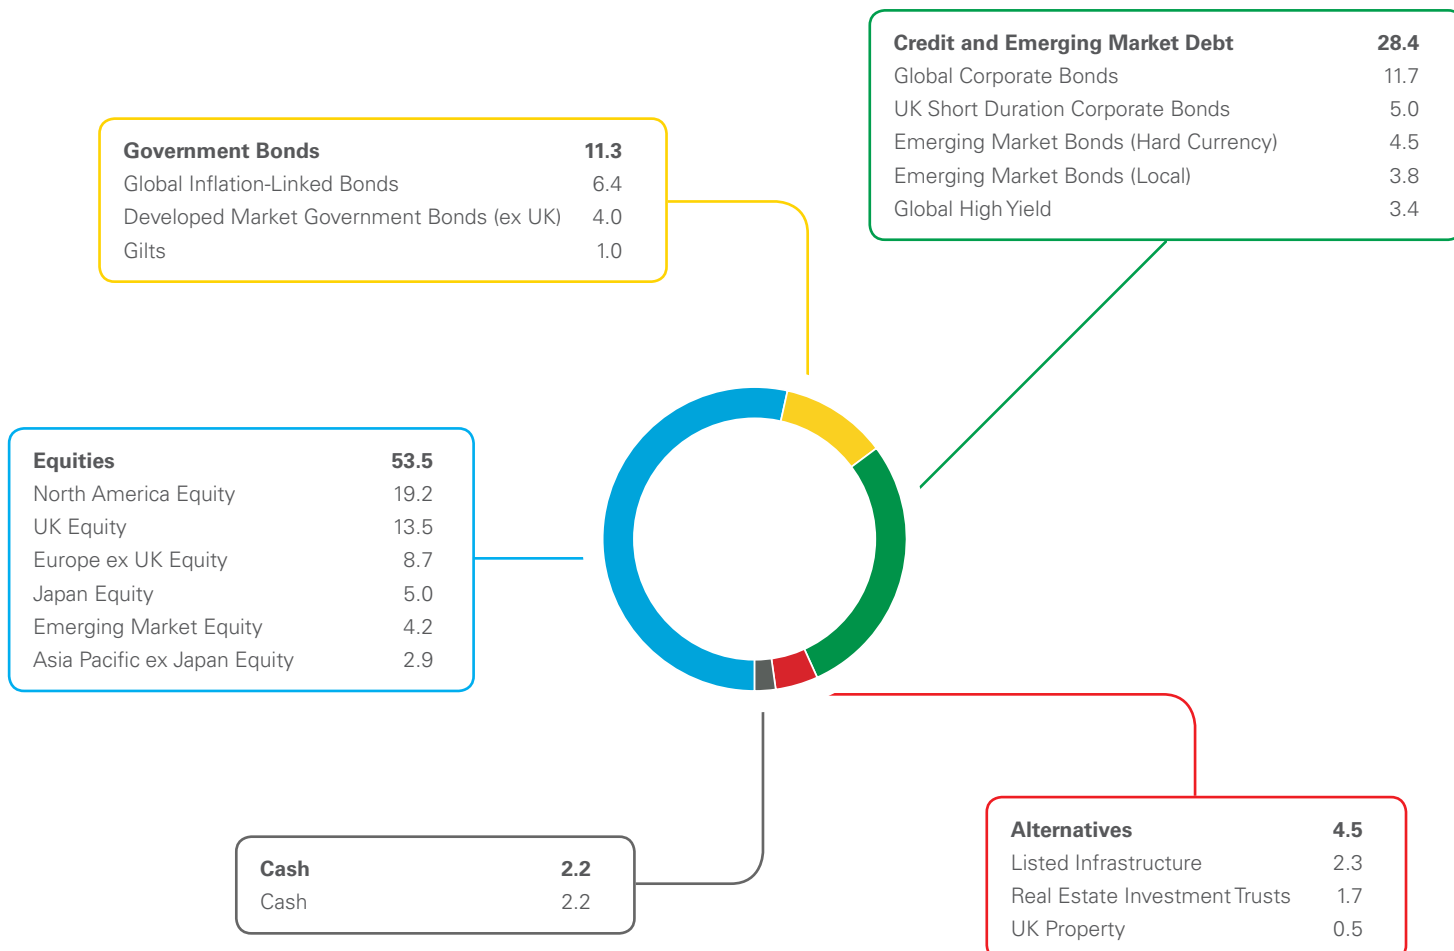 Credit and Emerging Market Debt 28.4
Global Corporate Bonds 11.7
UK Short Duration Corporate Bonds 5.0
Emerging Market Bonds (Hard Currency) 4.5
Emerging Market Bonds (Local) 3.8
Global High Yield 3.4
Government Bonds 11.3
Global Inflation-Linked Bonds 6.4
Developed Market Government Bonds (ex UK) 4.0
Gilts 1.0
Equities 53.5
North America Equity 19.2
UK Equity 13.5
Europe ex UK Equity 8.7
Japan Equity 5.0
Emerging Market Equity 4.2
Asia Pacific ex Japan Equity 2.9
Cash 2.2
Cash 2.2
Alternatives 4.5
Listed Infrastructure 2.3
Real Estate Investment Trusts 1.7
UK Property 0.5